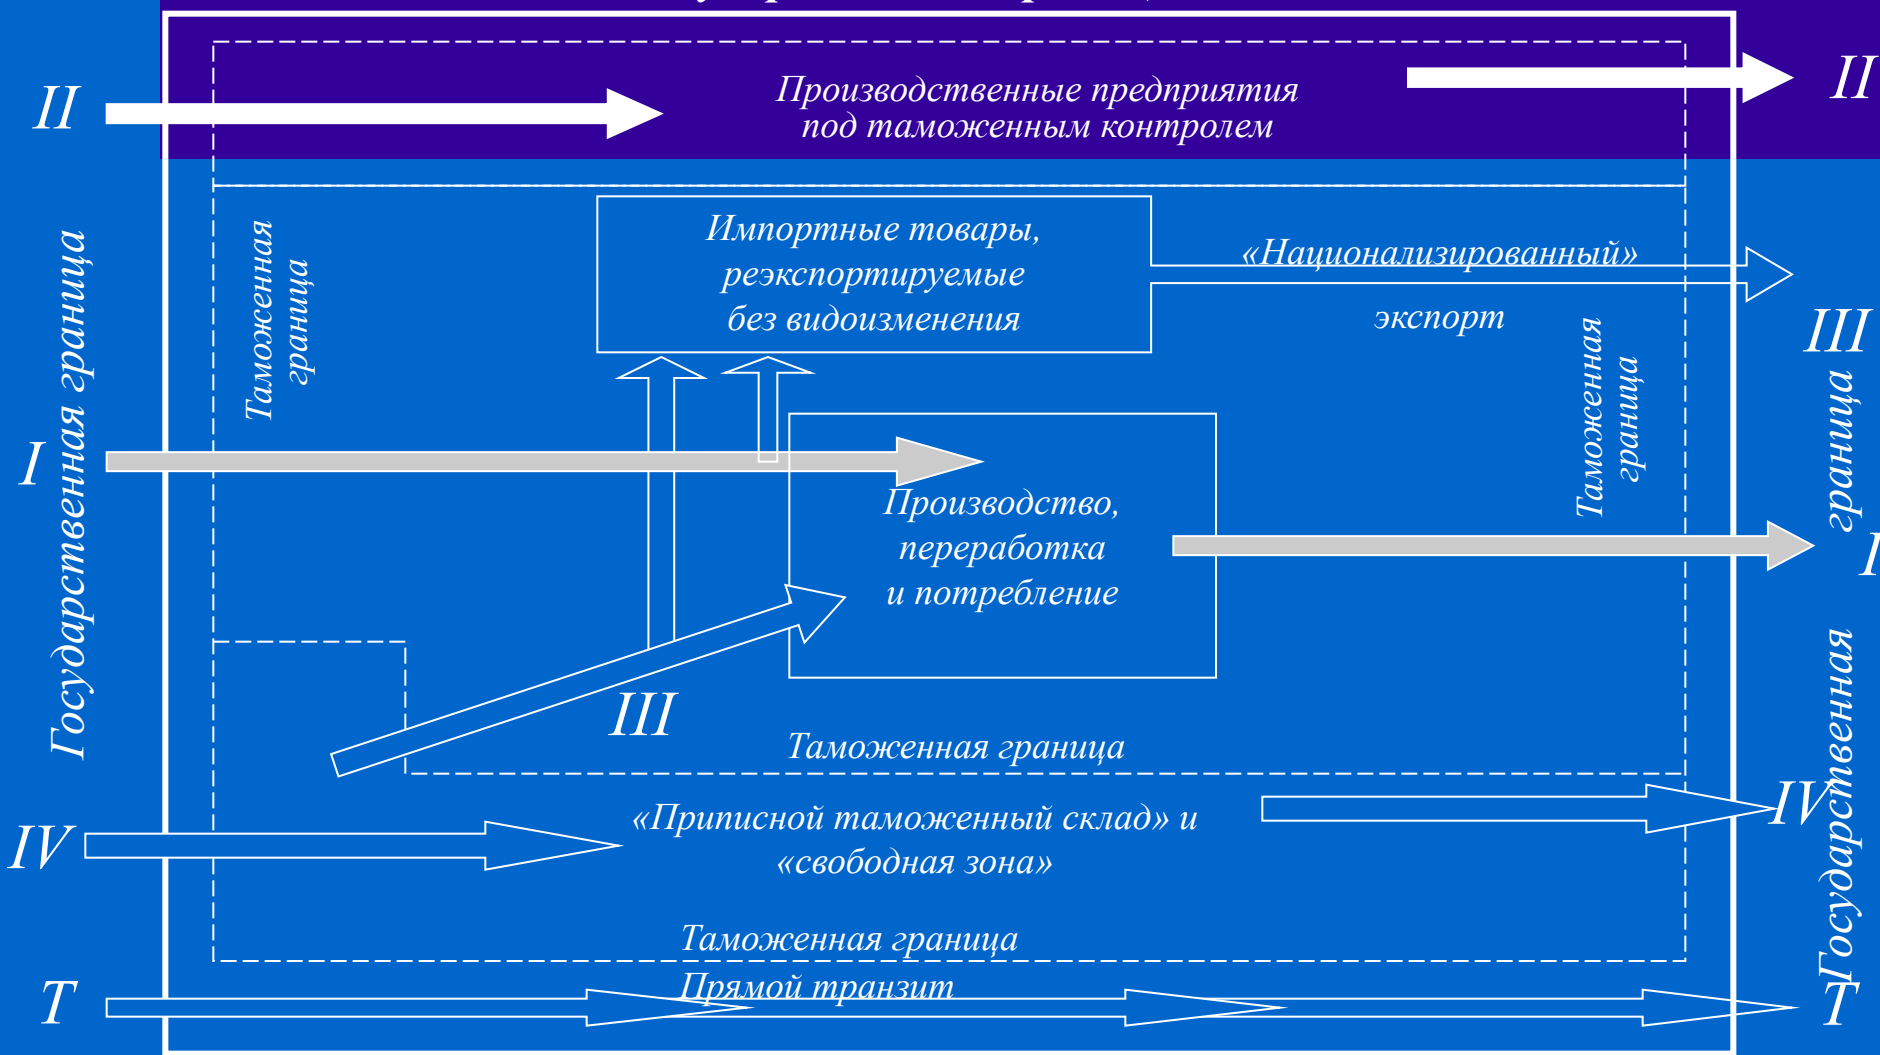 II
II
Производственные предприятия
под таможенным контролем
Государственная граница
Таможенная
граница
Импортные товары,
реэкспортируемые
без видоизменения
«Национализированный»
экспорт
III
Таможенная
граница
Государственная граница
I
Производство,
переработка
и потребление
I
III
Таможенная граница
IV
«Приписной таможенный склад» и
«свободная зона»
IV
Таможенная граница
Прямой транзит
T
T